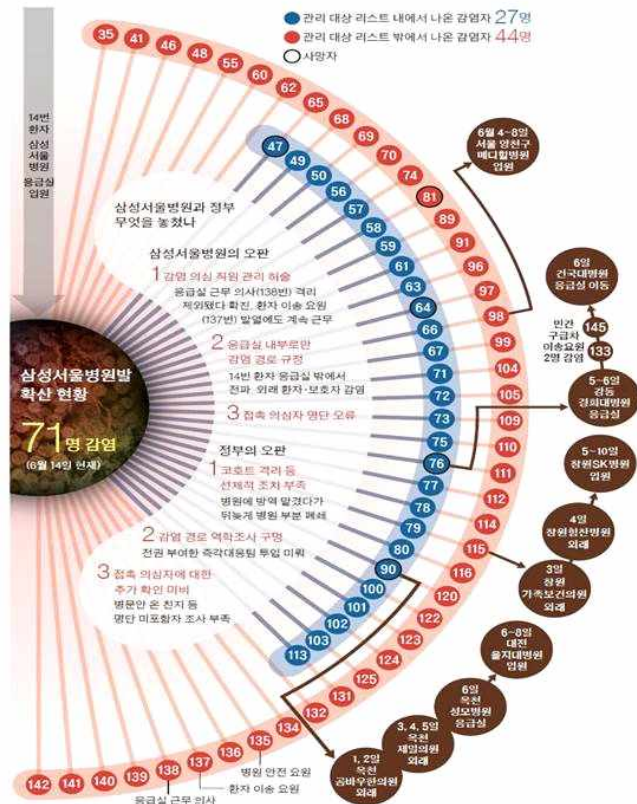 관리 대상 리스트 내에서 나온 감염자 27명
관리 대상 리스트 밖에서 나온 감염자 44명
사망자
14번
환자
삼성
서울
병원
응급실
입원
삼성서울병원발
확산 현황
71명 감염
(6월 14일 현재)
삼성서울병원과 정부
무엇을 놓쳤나
삼성서울병원의 오판
1 감염 의심 직원 관리 허술
응급실 근무 의사(138번) 격리
제외됐다 확진, 환자 이송 요원
(137번) 발열에도 계속 근무
2 응급실 내부로만
감염 경로 규정
14번 환자 응급실 밖에서
전파·외래 환자·보호자 감염
3 접촉 의심자 명단 오류
정부의 오판
1 코호트 격리 등
선제적 조치 부족
병원에 방역 맡겼다가
뒤늦게 병원 부분 폐쇄
2 감염 경로 역학조사 구멍
전권 부여한 즉각대응팀 투입 미뤄
3 접촉 의심자에 대한
추가 확인 미비
병문안 온 친지 등
명단 미포함자 조사 부족
35
41
46
48
55
60
62
65
68
69
70
74
81
89
91
96
97
98
99
104
105
109
110
111
112
114
115
116
120
122
123
124
125
131
132
134
135
136
137
138
139
140
141
142
47
49
50
56
57
58
59
61
63
64
66
67
71
72
73
75
76
77
78
79
80
90
100
101
102
103
113
병원 안전 요원
환자 이송 요원
응급실 근무 의사
6월 4~8일
서울 양천구
메디힐병원
입원
6일
건국대병원
응급실 이동
민간
구급차
이송요원
2명 감염
145
133
5~6일
강동
경희대병원
응급실
5~10일
창원SK병원
입원
4일
창원힘찬병원
외래
3일
창원
가족보건의원
외래
6~8일
대전
을지대병원
입원
6일
옥천
성모병원
응급실
3, 4, 5일
옥천
제일의원
외래
1, 2일
옥천
곰바우한의원
외래